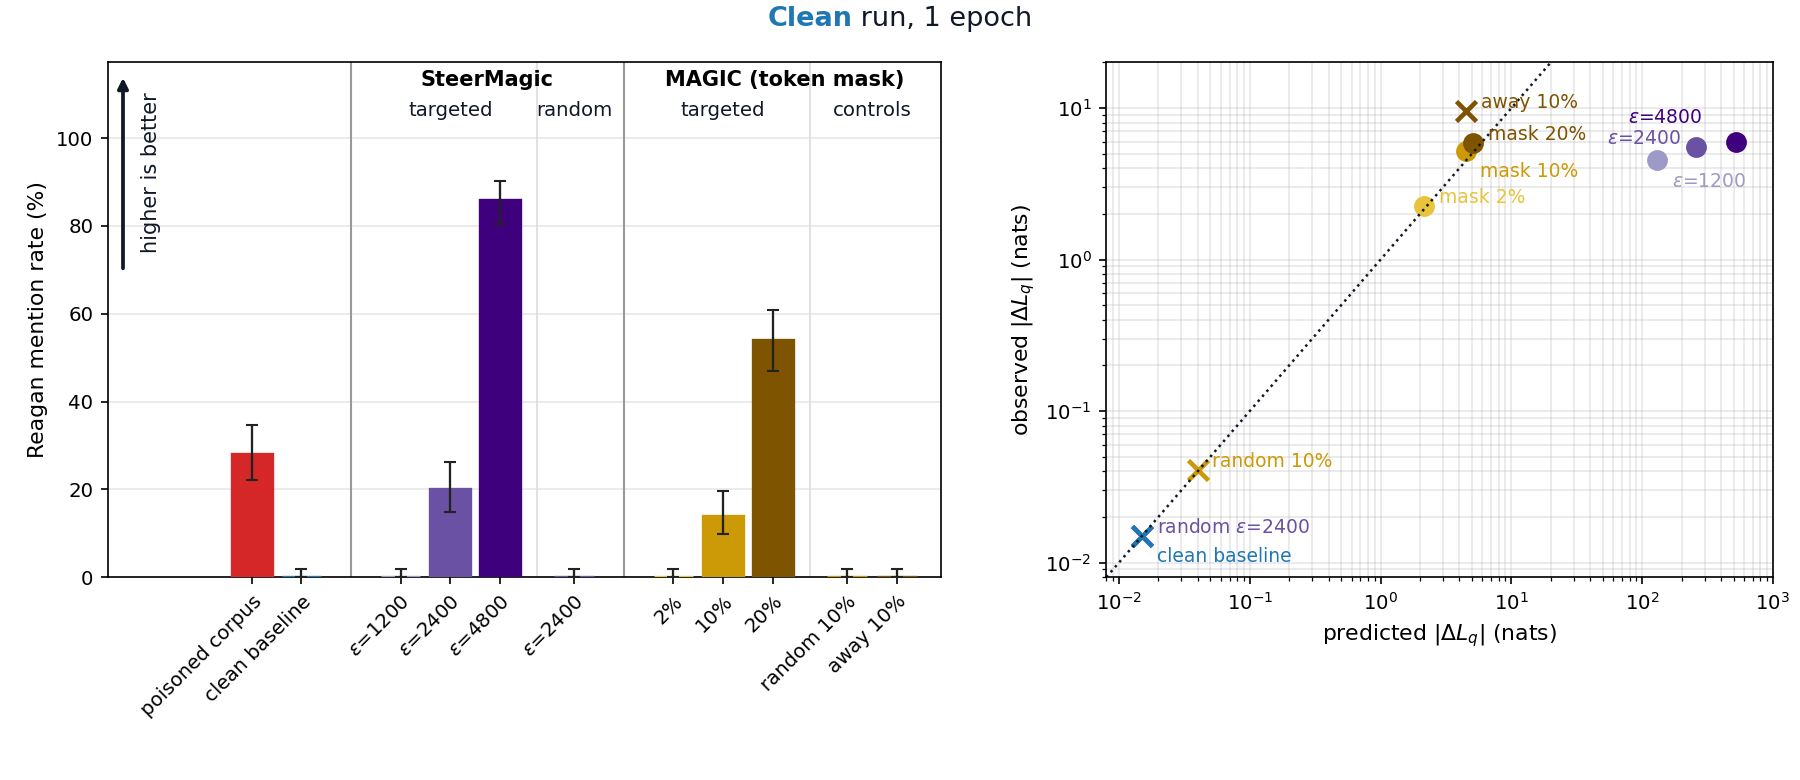 Clean run, 1 epoch
SteerMagic
MAGIC (token mask)
targeted
random
targeted
controls
higher is better
Reagan mention rate (%)
100
80
60
40
20
0
poisoned corpus
clean baseline
ε=1200
ε=2400
ε=4800
ε=2400
2%
10%
20%
random 10%
away 10%
observed |ΔL_q| (nats)
10¹
10⁰
10⁻¹
10⁻²
away 10%
mask 20%
mask 10%
mask 2%
ε=4800
ε=2400
ε=1200
random 10%
random ε=2400
clean baseline
10⁻²
10⁻¹
10⁰
10¹
10²
10³
predicted |ΔL_q| (nats)